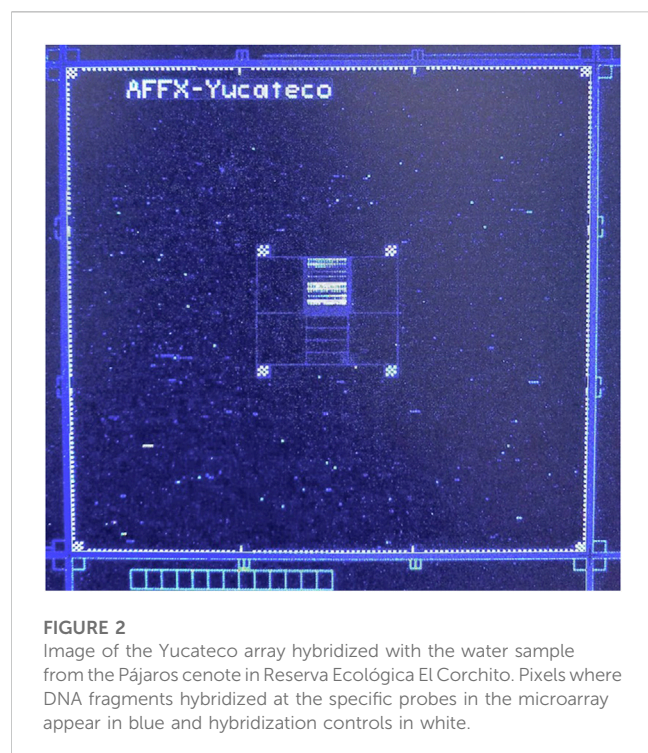 AFFX-Yucateco
FIGURE 2
Image of the Yucateco array hybridized with the water sample
from the Pájaros cenote in Reserva Ecológica El Corchito. Pixels where
DNA fragments hybridized at the specific probes in the microarray
appear in blue and hybridization controls in white.